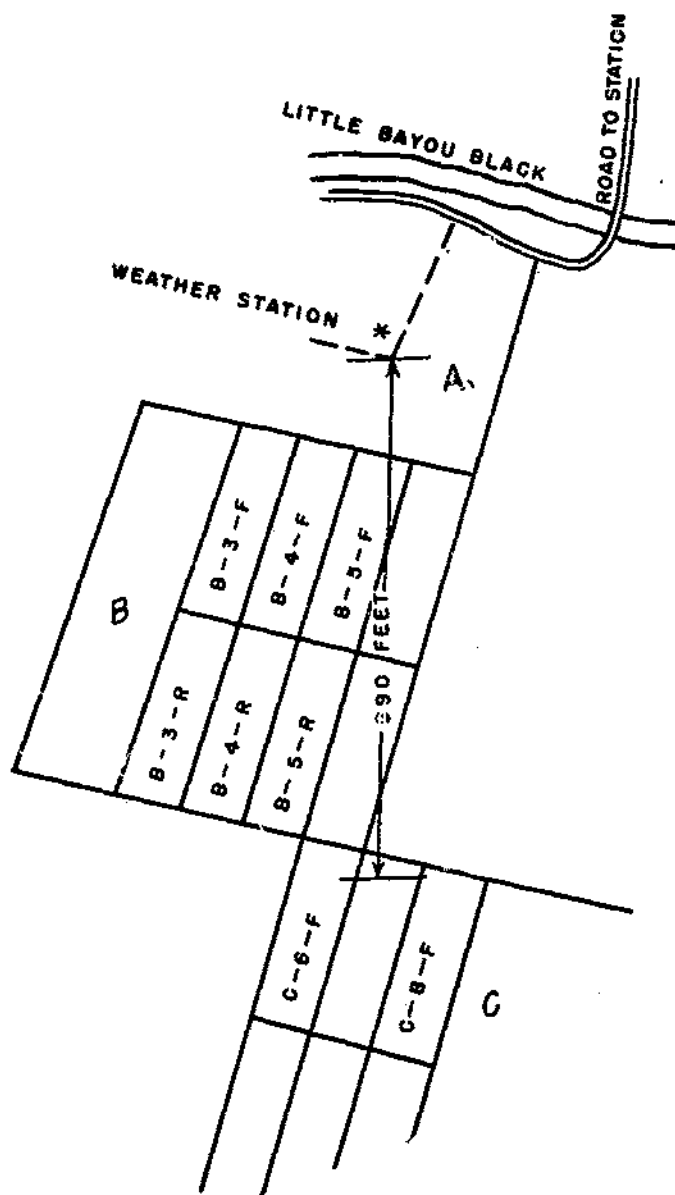 LITTLE BAYOU BLACK
ROAD TO STATION
WEATHER STATION
*
A
B-3-F
B-4-F
B-5-F
B
FEET
B-3-R
B-4-R
B-5-R
C-6-F
C-8-F
C